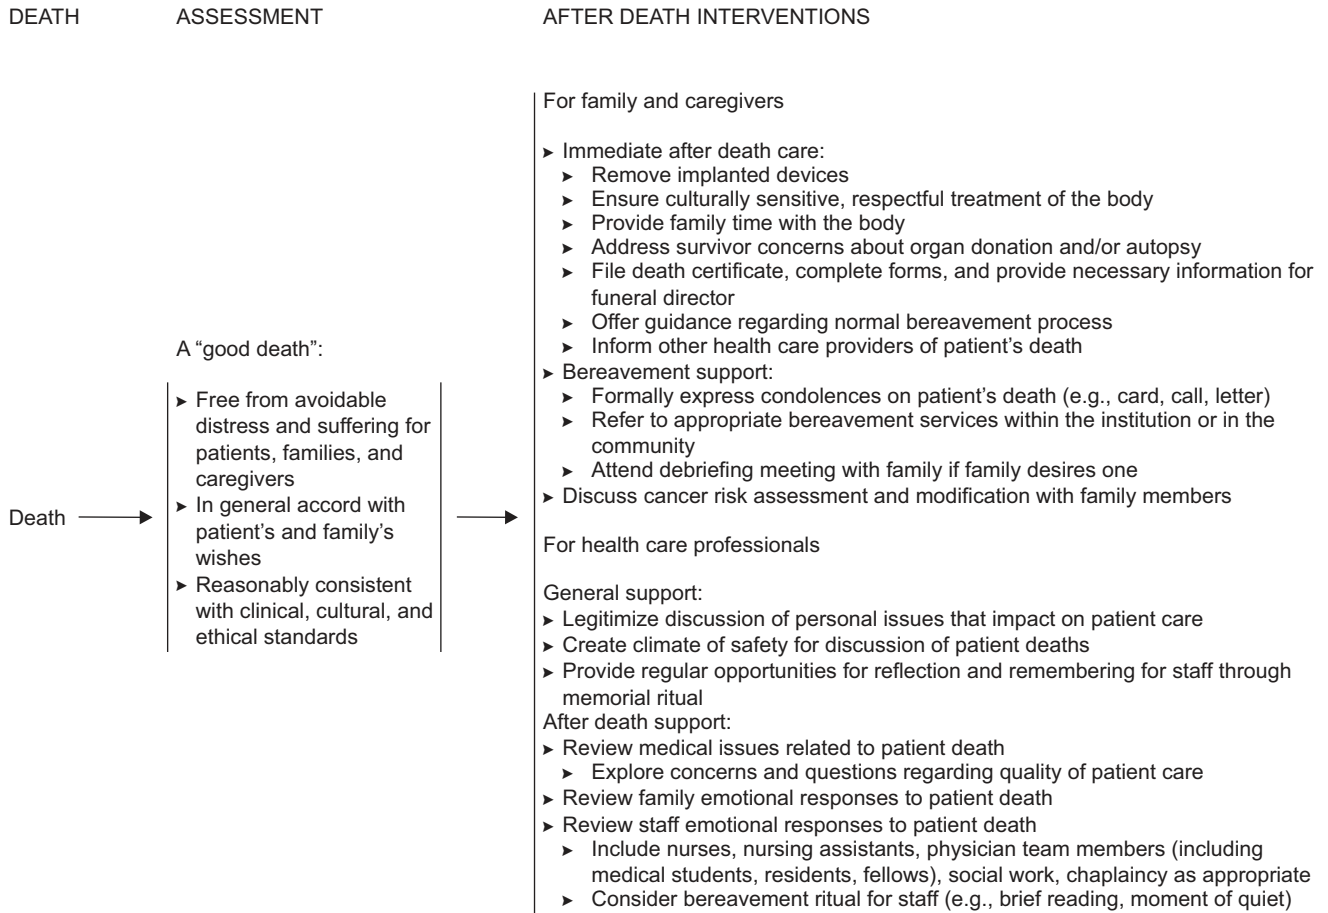 DEATH
ASSESSMENT
AFTER DEATH INTERVENTIONS
Death
A “good death”:
➤ Free from avoidable
distress and suffering for
patients, families, and
caregivers
➤ In general accord with
patient’s and family’s
wishes
➤ Reasonably consistent
with clinical, cultural, and
ethical standards
For family and caregivers
➤ Immediate after death care:
➤ Remove implanted devices
➤ Ensure culturally sensitive, respectful treatment of the body
➤ Provide family time with the body
➤ Address survivor concerns about organ donation and/or autopsy
➤ File death certificate, complete forms, and provide necessary information for
funeral director
➤ Offer guidance regarding normal bereavement process
➤ Inform other health care providers of patient’s death
➤ Bereavement support:
➤ Formally express condolences on patient’s death (e.g., card, call, letter)
➤ Refer to appropriate bereavement services within the institution or in the
community
➤ Attend debriefing meeting with family if family desires one
➤ Discuss cancer risk assessment and modification with family members
For health care professionals
General support:
➤ Legitimize discussion of personal issues that impact on patient care
➤ Create climate of safety for discussion of patient deaths
➤ Provide regular opportunities for reflection and remembering for staff through
memorial ritual
After death support:
➤ Review medical issues related to patient death
➤ Explore concerns and questions regarding quality of patient care
➤ Review family emotional responses to patient death
➤ Review staff emotional responses to patient death
➤ Include nurses, nursing assistants, physician team members (including
medical students, residents, fellows), social work, chaplaincy as appropriate
➤ Consider bereavement ritual for staff (e.g., brief reading, moment of quiet)